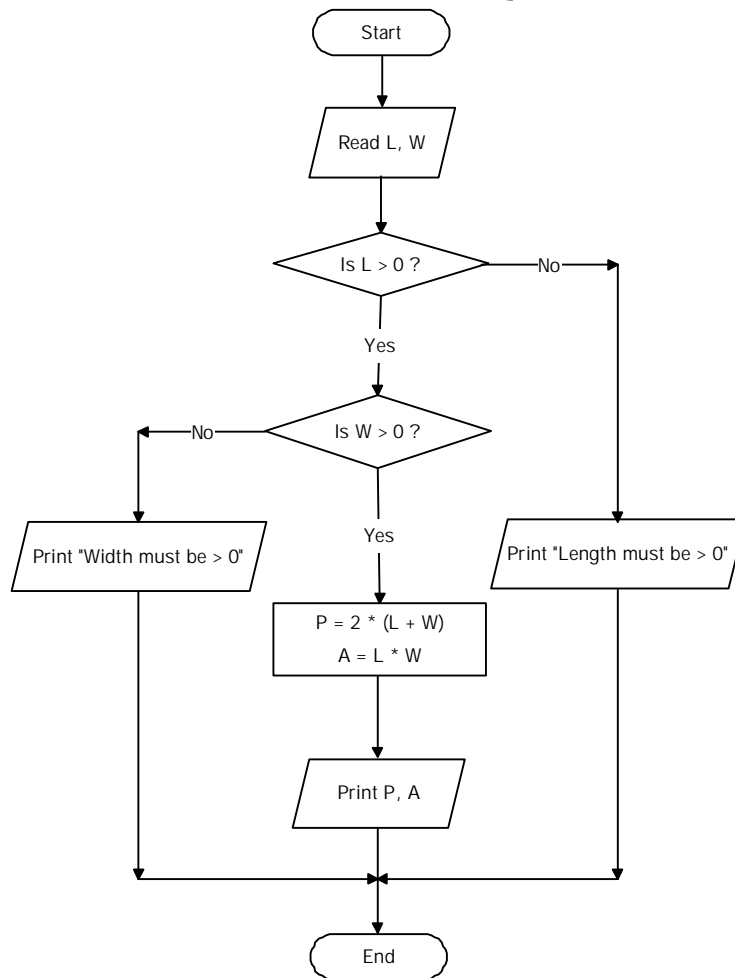 Start
Read L, W
Is L > 0 ?
No
Yes
Is W > 0 ?
No
Yes
Print "Width must be > 0"
Print "Length must be > 0"
P = 2 * (L + W)
A = L * W
Print P, A
End